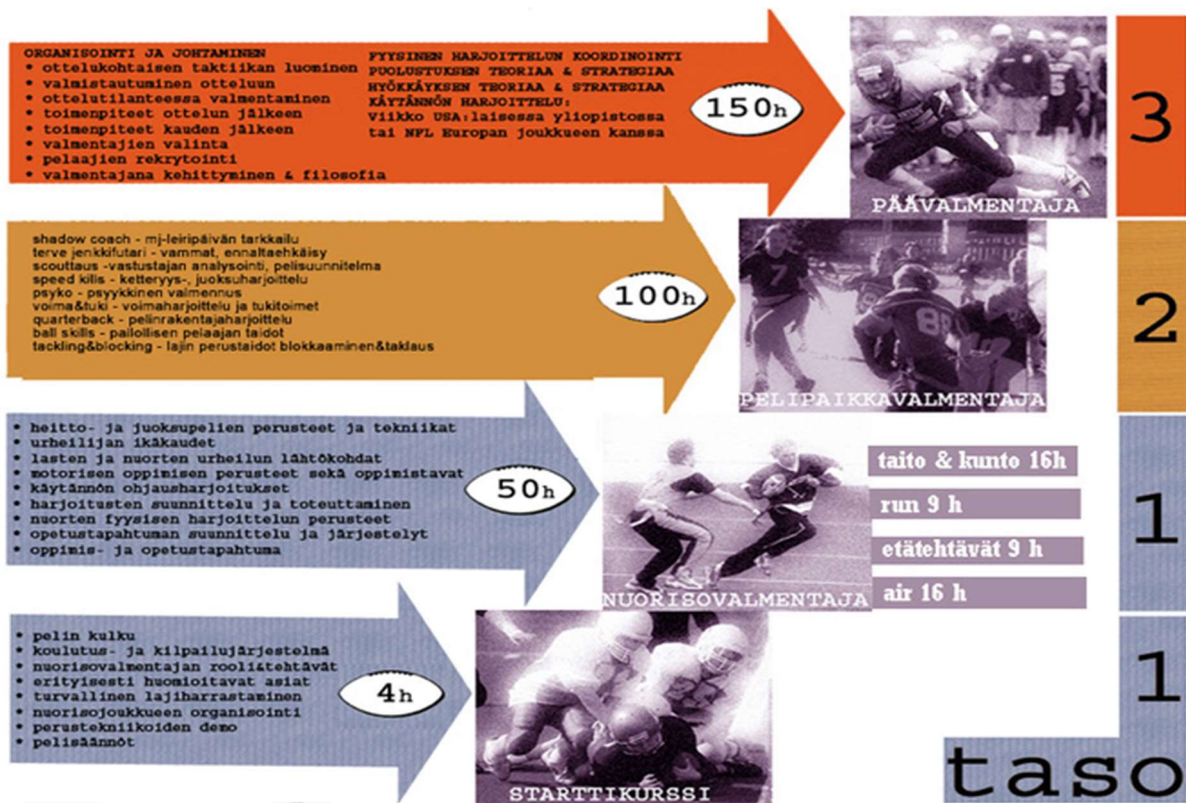 ORGANISOINTI JA JOHTAMINEN
• ottelukohtaisen taktiikan luominen
• valmistautuminen otteluun
• ottelutilanteessa valmentaminen
• toimenpiteet ottelun jälkeen
• toimenpiteet kauden jälkeen
• valmentajien valinta
• pelaajien rekrytointi
• valmentajana kehittyminen & filosofia
FYYSINEN HARJOITTELUN KOORDINOINTI
PUOLUSTUKSEN TEORIAA & STRATEGIAA
HYÖKKÄYKSEN TEORIAA & STRATEGIAA
KÄYTÄNNÖN HARJOITTELU:
Viikko USA:laisessa yliopistossa
tai NFL Europan joukkueen kanssa
150h
PÄÄVALMENTAJA
3
shadow coach - mj-leiripäivän tarkkailu
terve jenkkifutari - vammat, ennaltaehkäisy
scouttaus -vastustajan analysointi, pelisuunnitelma
speed kills - ketteryys-, juoksuharjoittelu
psyko - psyykkinen valmennus
voima&tuki - voimaharjoittelu ja tukitoimet
quarterback - pelinrakentajaharjoittelu
ball skills - pallollisen pelaajan taidot
tackling&blocking - lajin perustaidot blokkaaminen&taklaus
100h
7
88
PELIPAIKKAVALMENTAJA
2
• heitto- ja juoksupelien perusteet ja tekniikat
• urheilijan ikäkaudet
• lasten ja nuorten urheilun lähtökohdat
• motorisen oppimisen perusteet sekä oppimistavat
• käytännön ohjausharjoitukset
• harjoitusten suunnittelu ja toteuttaminen
• nuorten fyysisen harjoittelun perusteet
• opetustapahtuman suunnittelu ja järjestelyt
• oppimis- ja opetustapahtuma
50h
NUORISOVALMENTAJA
taito & kunto 16h
run 9 h
etätehtävät 9 h
air 16 h
1
• pelin kulku
• koulutus- ja kilpailujärjestelmä
• nuorisovalmentajan rooli&tehtävät
• erityisesti huomioitavat asiat
• turvallinen lajiharrastaminen
• nuorisojoukkueen organisointi
• perustekniikoiden demo
• pelisäännöt
4h
STARTTIKURSSI
1
taso